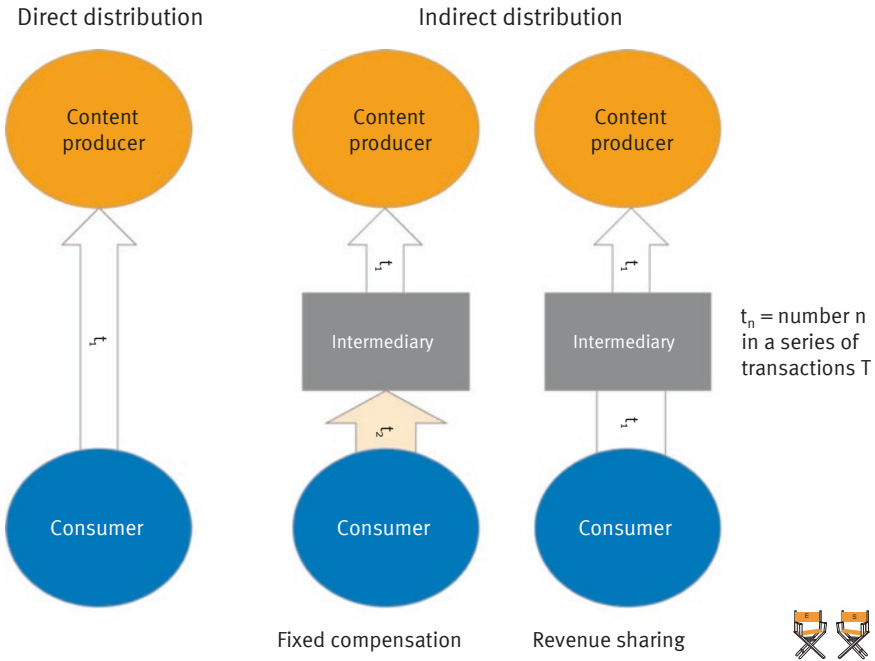 Direct distribution
Indirect distribution
Content
producer
Content
producer
Content
producer
t1
t1
t1
Intermediary
Intermediary
tn = number n
in a series of
transactions T
t2
t1
Consumer
Consumer
Consumer
Fixed compensation
Revenue sharing
E
S